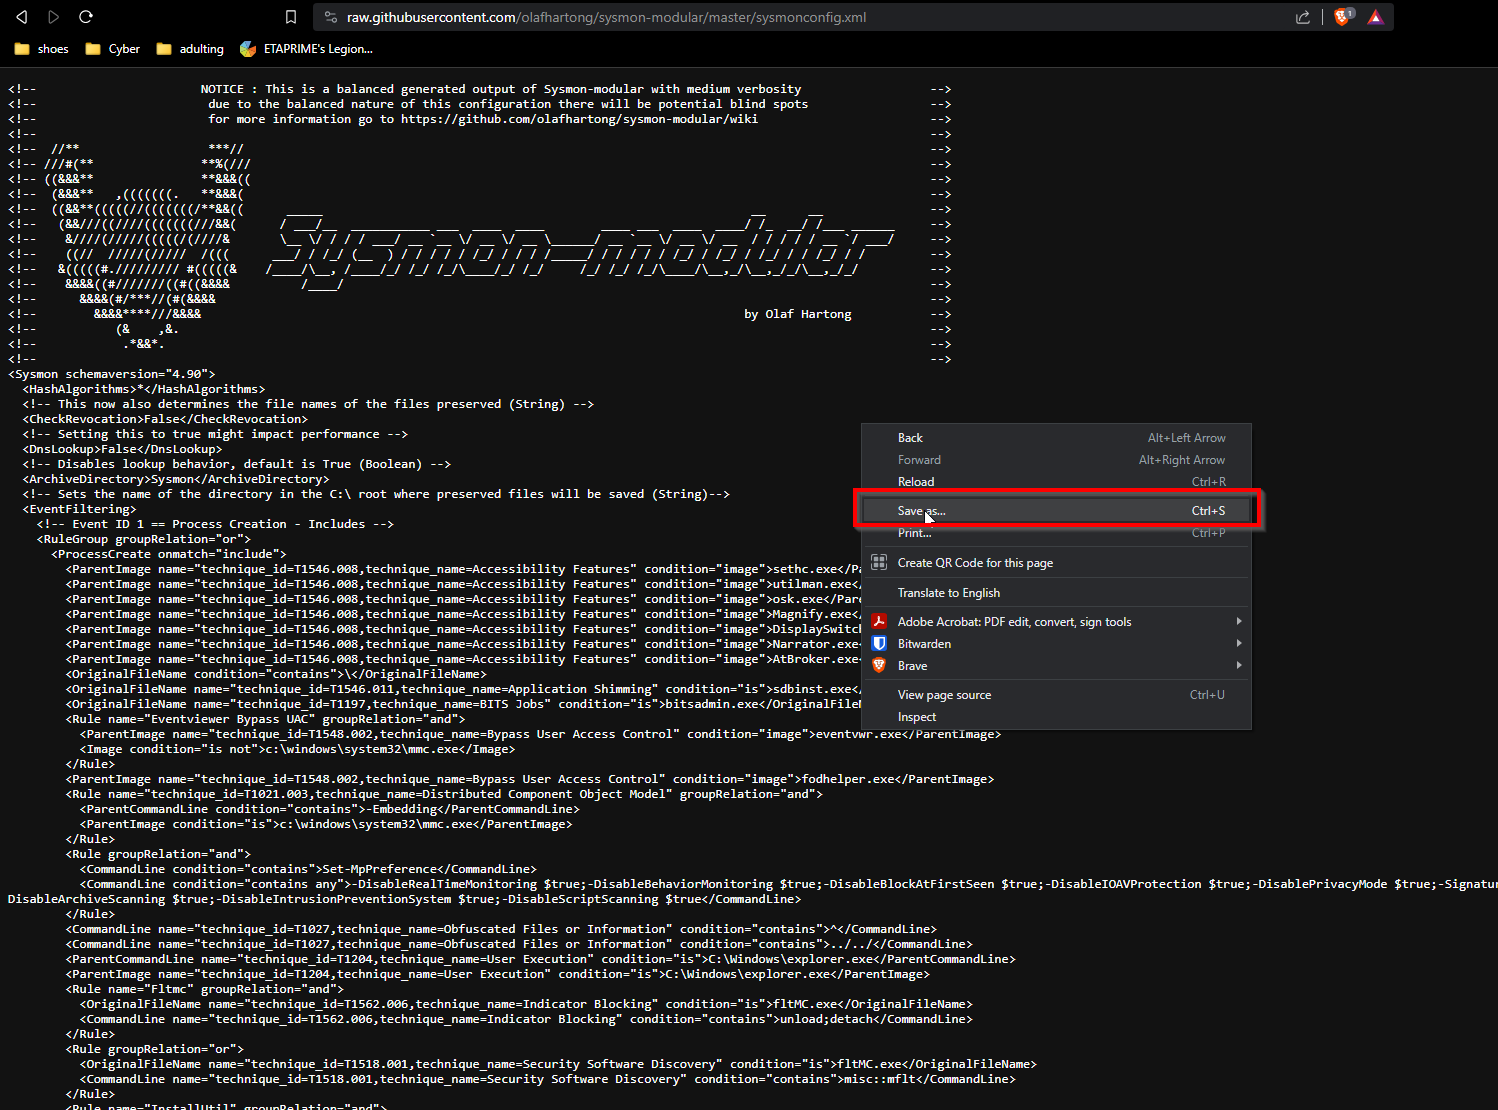 raw.githubusercontent.com/olafhartong/sysmon-modular/master/sysmonconfig.xml
1
shoes
Cyber
adulting
ETAPRIME's Legion...
<!--                       NOTICE : This is a balanced generated output of Sysmon-modular with medium verbosity                  -->
<!--                        due to the balanced nature of this configuration there will be potential blind spots                 -->
<!--                        for more information go to https://github.com/olafhartong/sysmon-modular/wiki                        -->
<!--                                                                                                                             -->
Sysmon-modular
by Olaf Hartong
<Sysmon schemaversion="4.90">
  <HashAlgorithms>*</HashAlgorithms>
  <!-- This now also determines the file names of the files preserved (String) -->
  <CheckRevocation>False</CheckRevocation>
  <!-- Setting this to true might impact performance -->
  <DnsLookup>False</DnsLookup>
  <!-- Disables lookup behavior, default is True (Boolean) -->
  <ArchiveDirectory>Sysmon</ArchiveDirectory>
  <!-- Sets the name of the directory in the C:\ root where preserved files will be saved (String)-->
  <EventFiltering>
    <!-- Event ID 1 == Process Creation - Includes -->
    <RuleGroup groupRelation="or">
      <ProcessCreate onmatch="include">
        <ParentImage name="technique_id=T1546.008,technique_name=Accessibility Features" condition="image">sethc.exe</Pa
        <ParentImage name="technique_id=T1546.008,technique_name=Accessibility Features" condition="image">utilman.exe<
        <ParentImage name="technique_id=T1546.008,technique_name=Accessibility Features" condition="image">osk.exe</Pare
        <ParentImage name="technique_id=T1546.008,technique_name=Accessibility Features" condition="image">Magnify.exe</
        <ParentImage name="technique_id=T1546.008,technique_name=Accessibility Features" condition="image">DisplaySwitch
        <ParentImage name="technique_id=T1546.008,technique_name=Accessibility Features" condition="image">Narrator.exe<
        <ParentImage name="technique_id=T1546.008,technique_name=Accessibility Features" condition="image">AtBroker.exe<
        <OriginalFileName condition="contains">\</OriginalFileName>
        <OriginalFileName name="technique_id=T1546.011,technique_name=Application Shimming" condition="is">sdbinst.exe</
        <OriginalFileName name="technique_id=T1197,technique_name=BITS Jobs" condition="is">bitsadmin.exe</OriginalFileN
        <Rule name="Eventviewer Bypass UAC" groupRelation="and">
          <ParentImage name="technique_id=T1548.002,technique_name=Bypass User Access Control" condition="image">eventvwr.exe</ParentImage>
          <Image condition="is not">c:\windows\system32\mmc.exe</Image>
        </Rule>
        <ParentImage name="technique_id=T1548.002,technique_name=Bypass User Access Control" condition="image">fodhelper.exe</ParentImage>
        <Rule name="technique_id=T1021.003,technique_name=Distributed Component Object Model" groupRelation="and">
          <ParentCommandLine condition="contains">-Embedding</ParentCommandLine>
          <ParentImage condition="is">c:\windows\system32\mmc.exe</ParentImage>
        </Rule>
        <Rule groupRelation="and">
          <CommandLine condition="contains">Set-MpPreference</CommandLine>
          <CommandLine condition="contains any">-DisableRealTimeMonitoring $true;-DisableBehaviorMonitoring $true;-DisableBlockAtFirstSeen $true;-DisableIOAVProtection $true;-DisablePrivacyMode $true;-Signatu
DisableArchiveScanning $true;-DisableIntrusionPreventionSystem $true;-DisableScriptScanning $true</CommandLine>
        </Rule>
        <CommandLine name="technique_id=T1027,technique_name=Obfuscated Files or Information" condition="contains">^</CommandLine>
        <CommandLine name="technique_id=T1027,technique_name=Obfuscated Files or Information" condition="contains">../../</CommandLine>
        <ParentCommandLine name="technique_id=T1204,technique_name=User Execution" condition="is">C:\Windows\explorer.exe</ParentCommandLine>
        <ParentImage name="technique_id=T1204,technique_name=User Execution" condition="is">C:\Windows\explorer.exe</ParentImage>
        <Rule name="Fltmc" groupRelation="and">
          <OriginalFileName name="technique_id=T1562.006,technique_name=Indicator Blocking" condition="is">fltMC.exe</OriginalFileName>
          <CommandLine name="technique_id=T1562.006,technique_name=Indicator Blocking" condition="contains">unload;detach</CommandLine>
        </Rule>
        <Rule groupRelation="or">
          <OriginalFileName name="technique_id=T1518.001,technique_name=Security Software Discovery" condition="is">fltMC.exe</OriginalFileName>
          <CommandLine name="technique_id=T1518.001,technique_name=Security Software Discovery" condition="contains">misc::mflt</CommandLine>
        </Rule>
        <Rule name="InstallUtil" groupRelation="and">
Back Alt+Left Arrow
Forward Alt+Right Arrow
Reload Ctrl+R
Save as... Ctrl+S
Print... Ctrl+P
Create QR Code for this page
Translate to English
Adobe Acrobat: PDF edit, convert, sign tools
Bitwarden
Brave
View page source Ctrl+U
Inspect